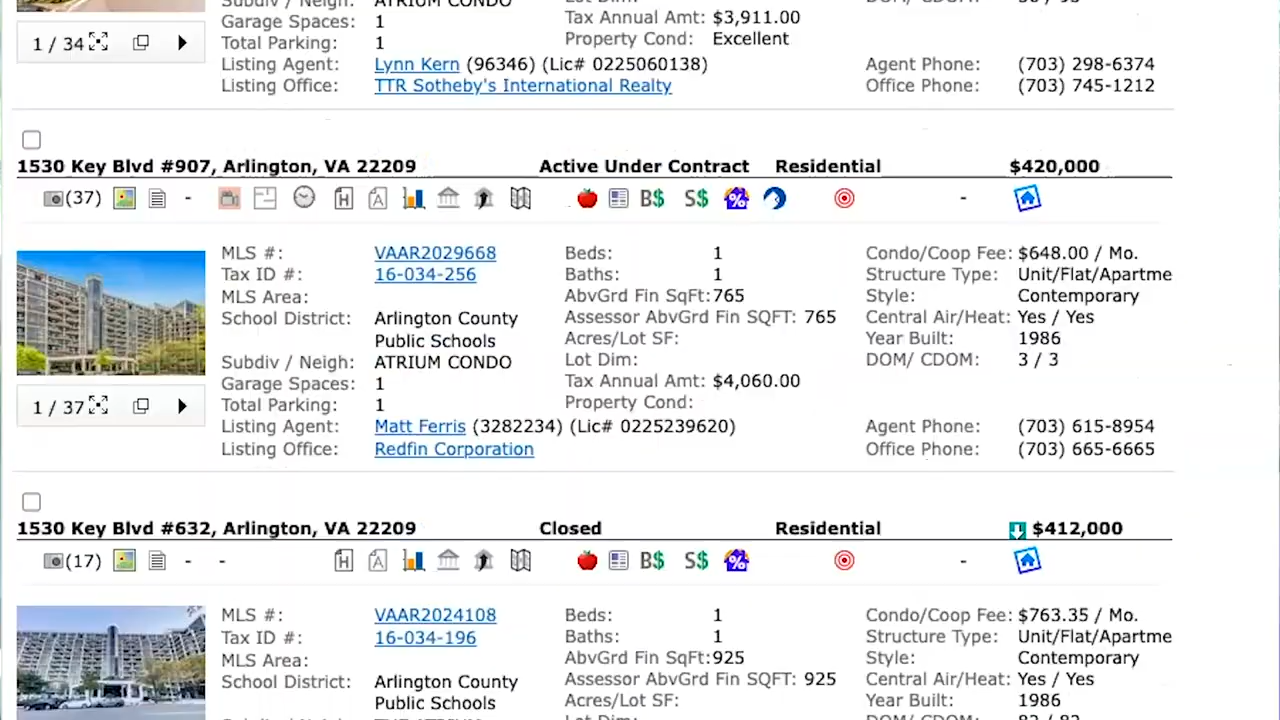 Subdiv / Neigh: ATRIUM CONDO
Garage Spaces: 1 Tax Annual Amt: $3,911.00
1 / 34 Total Parking: 1 Property Cond: Excellent
Listing Agent: Lynn Kern (96346) (Lic# 0225060138) Agent Phone: (703) 298-6374
Listing Office: TTR Sotheby's International Realty Office Phone: (703) 745-1212
1530 Key Blvd #907, Arlington, VA 22209 Active Under Contract Residential $420,000
(37) - H A B$ S$ % -
MLS #: VAAR2029668 Beds: 1 Condo/Coop Fee: $648.00 / Mo.
Tax ID #: 16-034-256 Baths: 1 Structure Type: Unit/Flat/Apartme
MLS Area: AbvGrd Fin SqFt: 765 Style: Contemporary
School District: Arlington County Assessor AbvGrd Fin SQFT: 765 Central Air/Heat: Yes / Yes
Public Schools Acres/Lot SF: Year Built: 1986
Subdiv / Neigh: ATRIUM CONDO Lot Dim: DOM/ CDOM: 3 / 3
Garage Spaces: 1 Tax Annual Amt: $4,060.00
1 / 37 Total Parking: 1 Property Cond:
Listing Agent: Matt Ferris (3282234) (Lic# 0225239620) Agent Phone: (703) 615-8954
Listing Office: Redfin Corporation Office Phone: (703) 665-6665
1530 Key Blvd #632, Arlington, VA 22209 Closed Residential $412,000
(17) - - H A B$ S$ % -
MLS #: VAAR2024108 Beds: 1 Condo/Coop Fee: $763.35 / Mo.
Tax ID #: 16-034-196 Baths: 1 Structure Type: Unit/Flat/Apartme
MLS Area: AbvGrd Fin SqFt: 925 Style: Contemporary
School District: Arlington County Assessor AbvGrd Fin SQFT: 925 Central Air/Heat: Yes / Yes
Public Schools Acres/Lot SF: Year Built: 1986